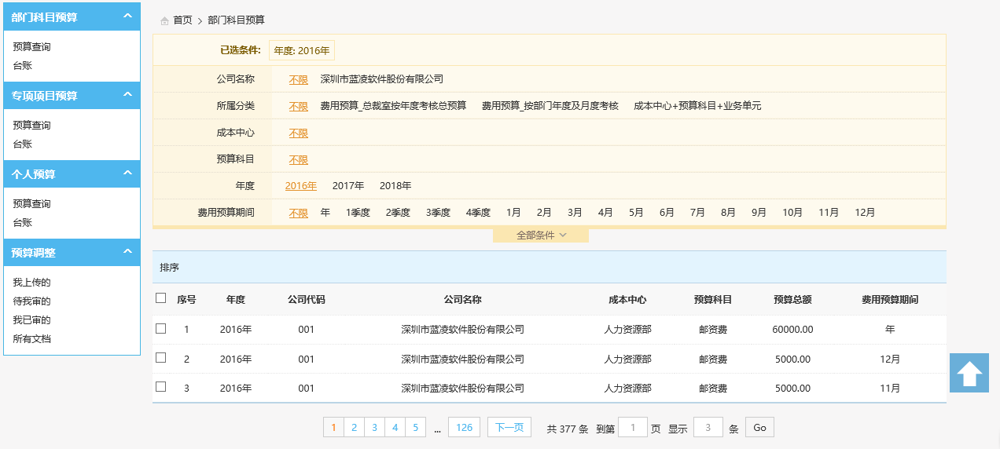 部门科目预算
预算查询
台账
专项项目预算
预算查询
台账
个人预算
预算查询
台账
预算调整
我上传的
待我审的
我已审的
所有文档
首页 > 部门科目预算
已选条件: 年度: 2016年
公司名称 不限 深圳市蓝凌软件股份有限公司
所属分类 不限 费用预算_总裁室按年度考核总预算 费用预算_按部门年度及月度考核 成本中心+预算科目+业务单元
成本中心 不限
预算科目 不限
年度 2016年 2017年 2018年
费用预算期间 不限 年 1季度 2季度 3季度 4季度 1月 2月 3月 4月 5月 6月 7月 8月 9月 10月 11月 12月
全部条件
排序
序号 年度 公司代码 公司名称 成本中心 预算科目 预算总额 费用预算期间
1 2016年 001 深圳市蓝凌软件股份有限公司 人力资源部 邮资费 60000.00 年
2 2016年 001 深圳市蓝凌软件股份有限公司 人力资源部 邮资费 5000.00 12月
3 2016年 001 深圳市蓝凌软件股份有限公司 人力资源部 邮资费 5000.00 11月
1 2 3 4 5 ... 126 下一页 共 377 条 到第 1 页 显示 3 条 Go